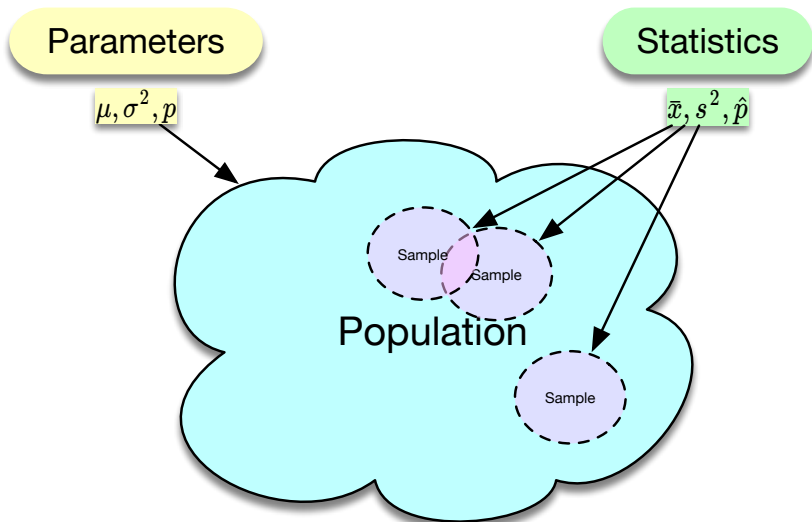 Parameters
Statistics
μ, σ², p
x̄, s², p̂
Sample
Sample
Population
Sample